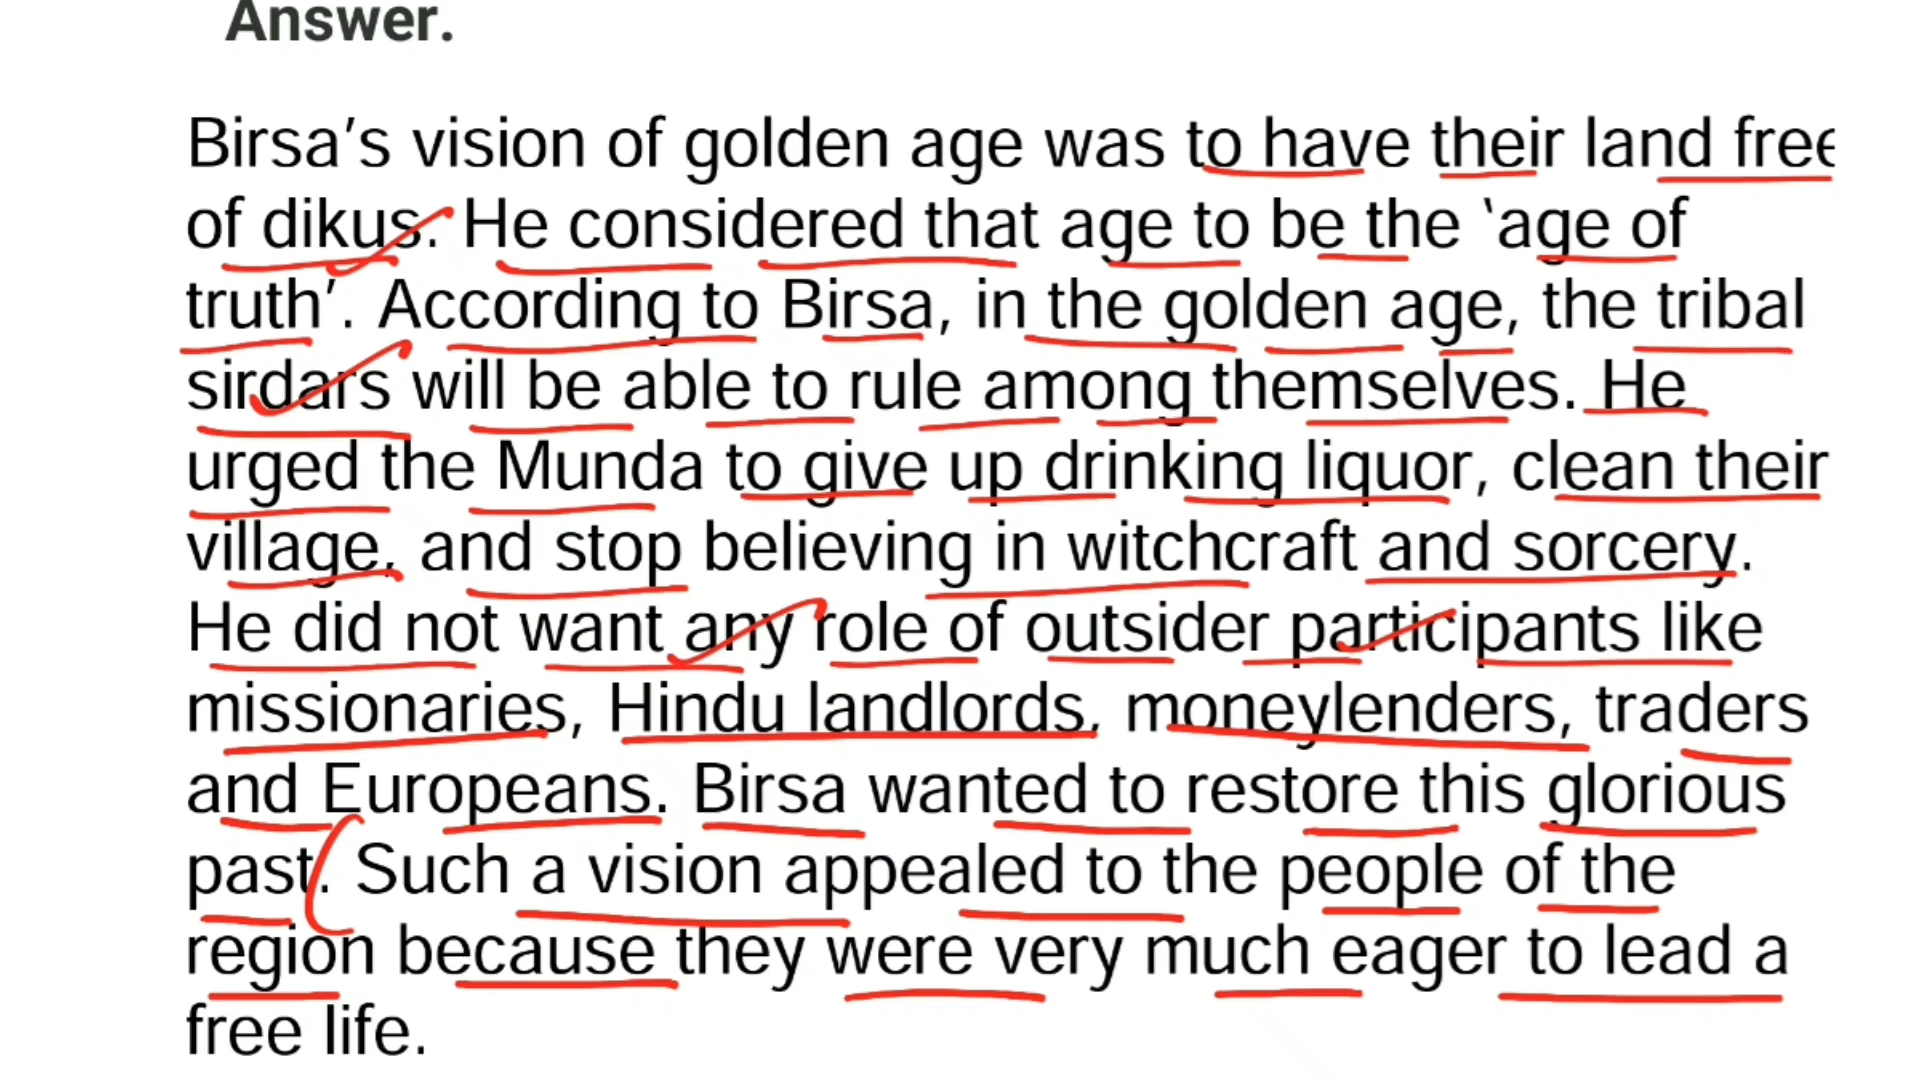 Answer.
Birsa’s vision of golden age was to have their land free
of dikus. He considered that age to be the ‘age of
truth’. According to Birsa, in the golden age, the tribal
sirdars will be able to rule among themselves. He
urged the Munda to give up drinking liquor, clean their
village, and stop believing in witchcraft and sorcery.
He did not want any role of outsider participants like
missionaries, Hindu landlords, moneylenders, traders
and Europeans. Birsa wanted to restore this glorious
past. Such a vision appealed to the people of the
region because they were very much eager to lead a
free life.